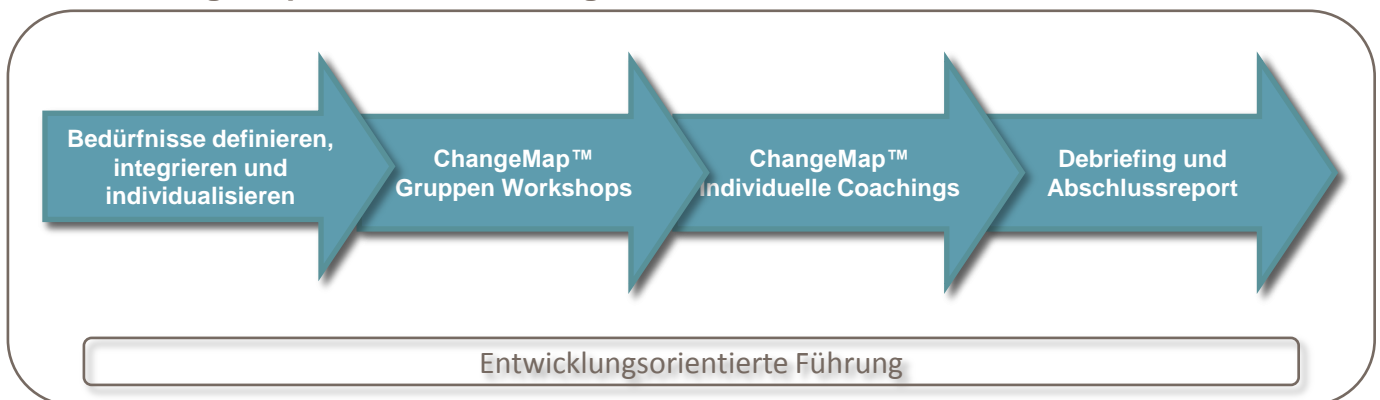 Bedürfnisse definieren,
integrieren und
individualisieren
ChangeMap™
Gruppen Workshops
ChangeMap™
Individuelle Coachings
Debriefing und
Abschlussreport
Entwicklungsorientierte Führung